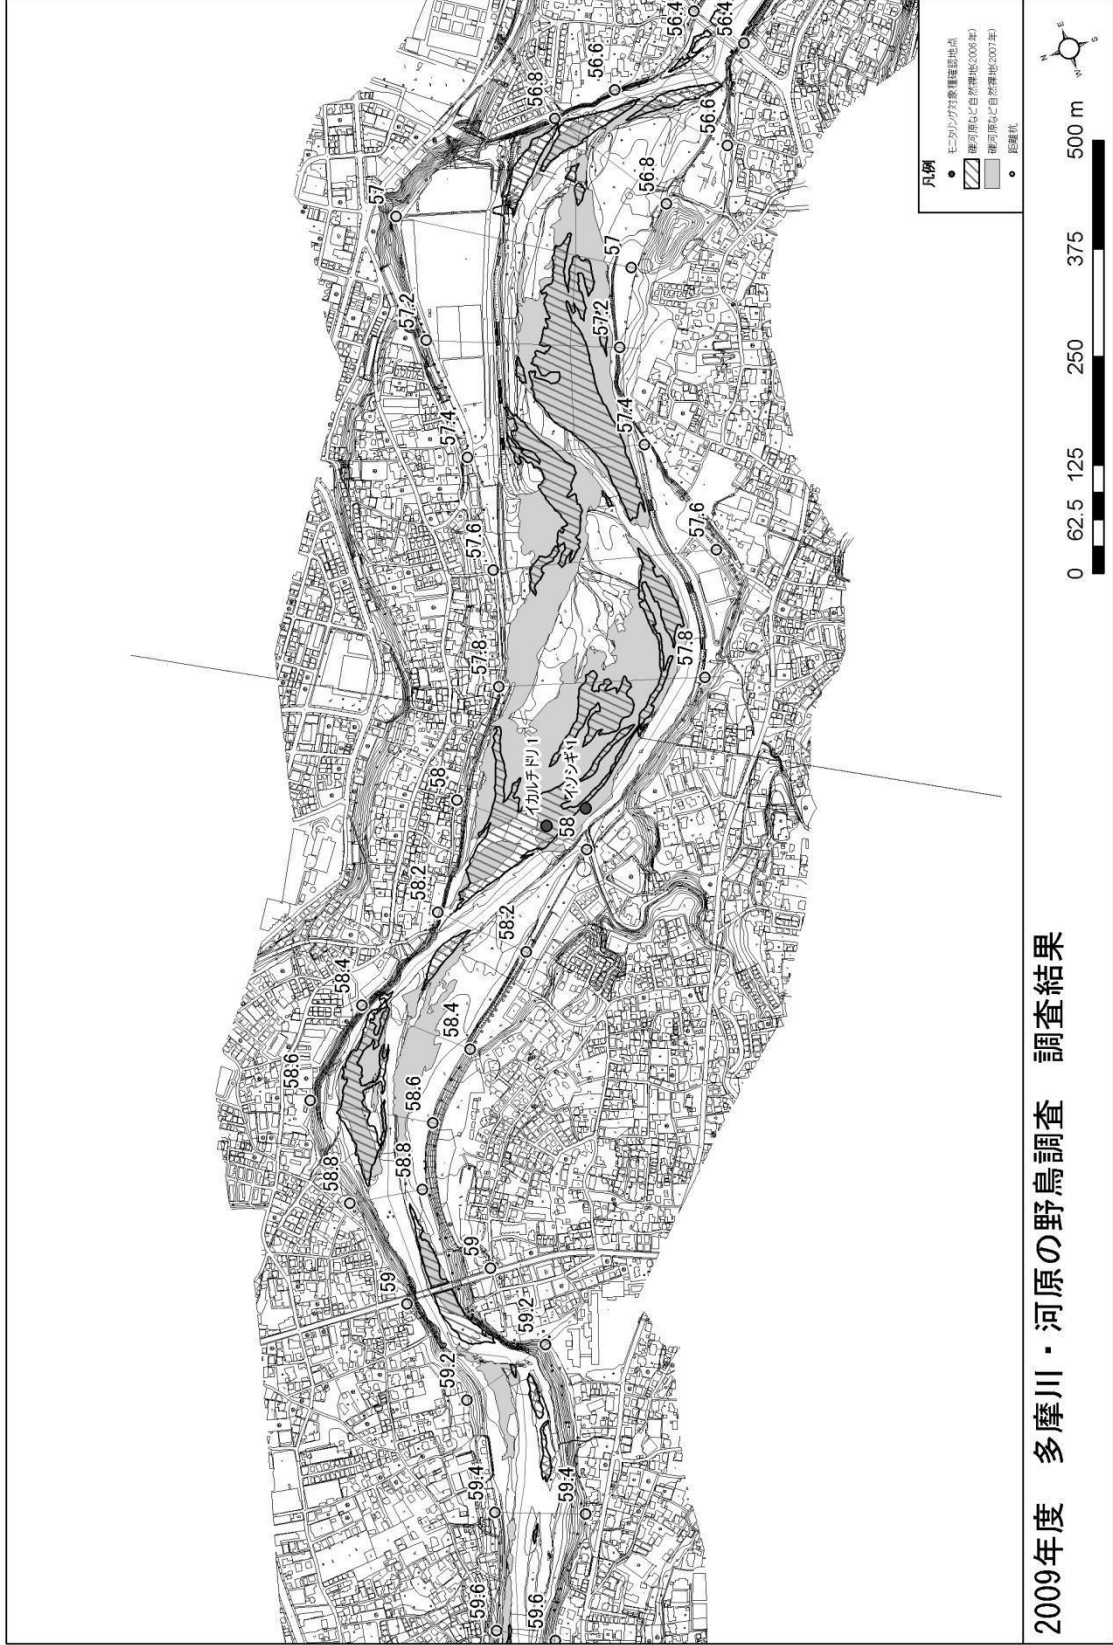 59.6
59.4
59.2
59
58.8
58.6
58.4
58.2
58
57.8
57.6
57.4
57.2
57
56.8
56.6
56.4
59.6
59.4
59.2
59
58.8
58.6
58.4
58.2
58
57.8
57.6
57.4
57.2
57
56.8
56.6
56.4
イカルチドリ1
イソシギ1
凡例
モニタリング対象種確認地点
礫河原など自然裸地(2006年)
礫河原など自然裸地(2007年)
距離杭
2009年度 多摩川・河原の野鳥調査 調査結果
0 62.5 125 250 375 500 m
N
E
S
W